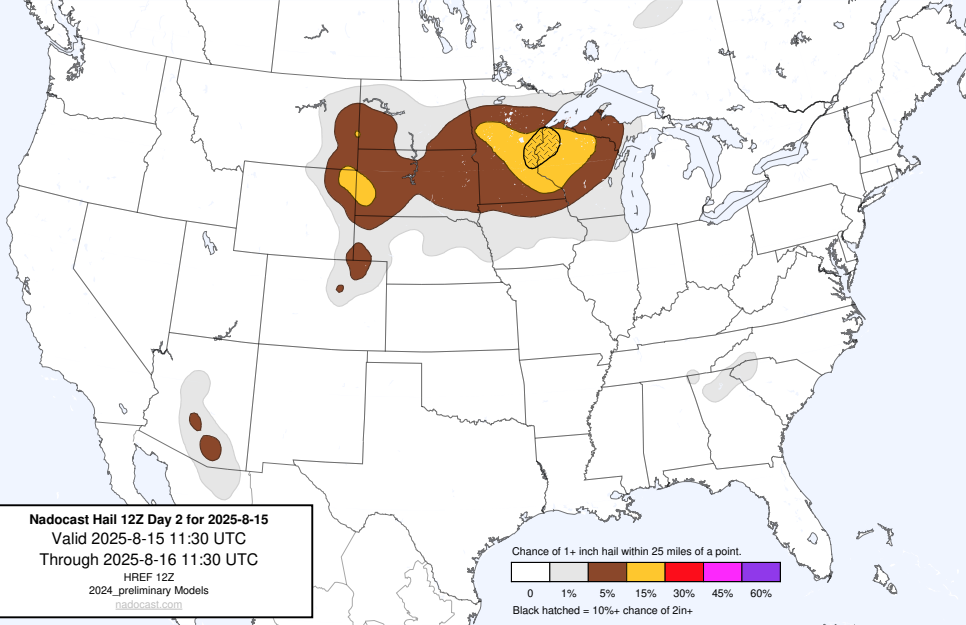 Nadocast Hail 12Z Day 2 for 2025-8-15
Valid 2025-8-15 11:30 UTC
Through 2025-8-16 11:30 UTC
HREF 12Z
2024_preliminary Models
nadocast.com
Chance of 1+ inch hail within 25 miles of a point.
0 1% 5% 15% 30% 45% 60%
Black hatched = 10%+ chance of 2in+